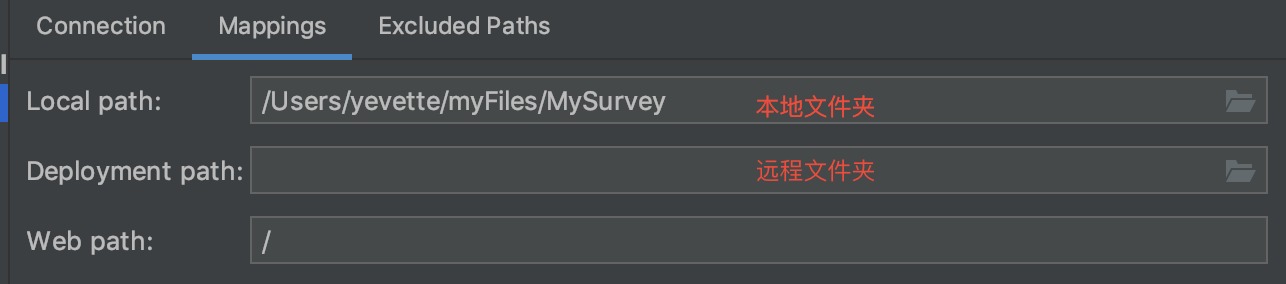 Connection Mappings Excluded Paths
Local path: /Users/yevette/myFiles/MySurvey 本地文件夹
Deployment path: 远程文件夹
Web path: /